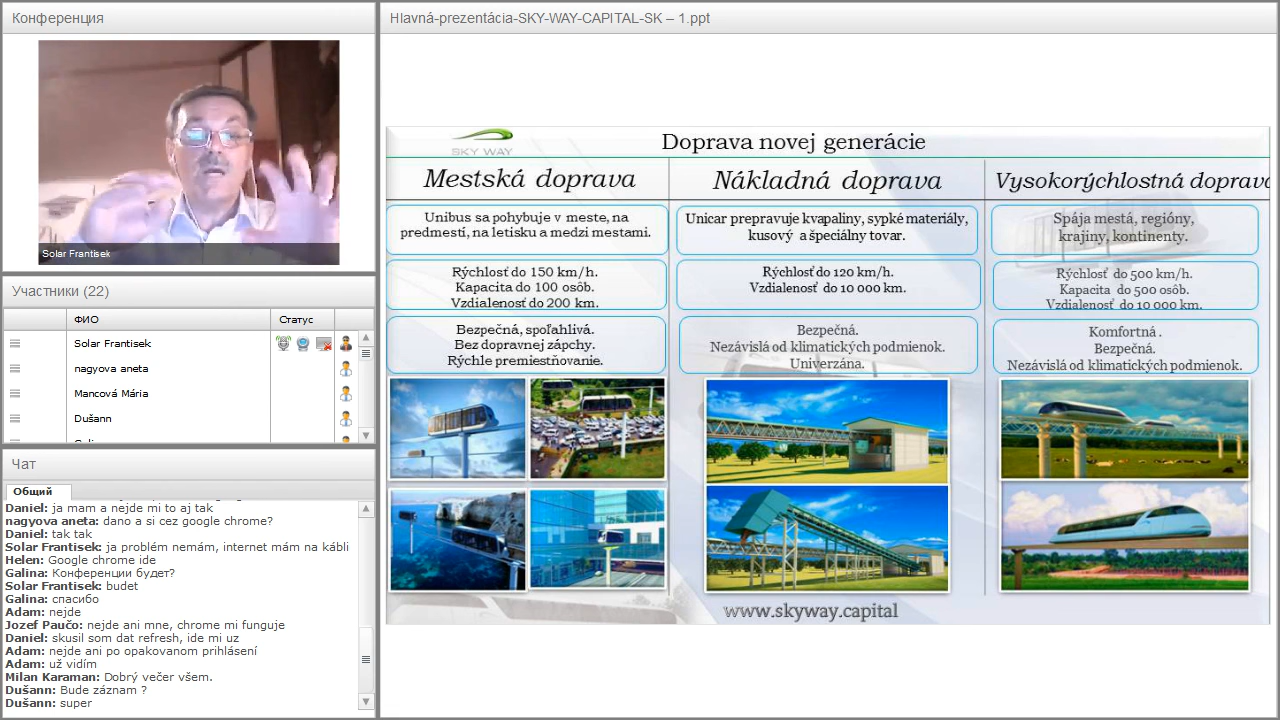 Конференция
Solar Frantisek
Участники (22)
ФИО
Статус
Solar Frantisek
nagyova aneta
Mancová Mária
Dušann
Чат
Общий
Daniel: ja mam a nejde mi to aj tak
nagyova aneta: dano a si cez google chrome?
Daniel: tak tak
Solar Frantisek: ja problém nemám, internet mám na kábli
Helen: Google chrome ide
Galina: Конференции будет?
Solar Frantisek: budet
Galina: спасибо
Adam: nejde
Jozef Paučo: nejde ani mne, chrome mi funguje
Daniel: skusil som dat refresh, ide mi uz
Adam: nejde ani po opakovanom prihlásení
Adam: už vidím
Milan Karaman: Dobrý večer všem.
Dušann: Bude záznam ?
Dušann: super
Hlavná-prezentácia-SKY-WAY-CAPITAL-SK – 1.ppt
SKY WAY
Doprava novej generácie
Mestská doprava
Unibus sa pohybuje v meste, na
predmestí, na letisku a medzi mestami.
Rýchlosť do 150 km/h.
Kapacita do 100 osôb.
Vzdialenosť do 200 km.
Bezpečná, spoľahlivá.
Bez dopravnej zápchy.
Rýchle premiestňovanie.
Nákladná doprava
Unicar prepravuje kvapaliny, sypké materiály,
kusový a špeciálny tovar.
Rýchlosť do 120 km/h.
Vzdialenosť do 10 000 km.
Bezpečná.
Nezávislá od klimatických podmienok.
Univerzána.
Vysokorýchlostná doprava
Spája mestá, regióny,
krajiny, kontinenty.
Rýchlosť do 500 km/h.
Kapacita do 500 osôb.
Vzdialenosť do 10 000 km.
Komfortná .
Bezpečná.
Nezávislá od klimatických podmienok.
www.skyway.capital